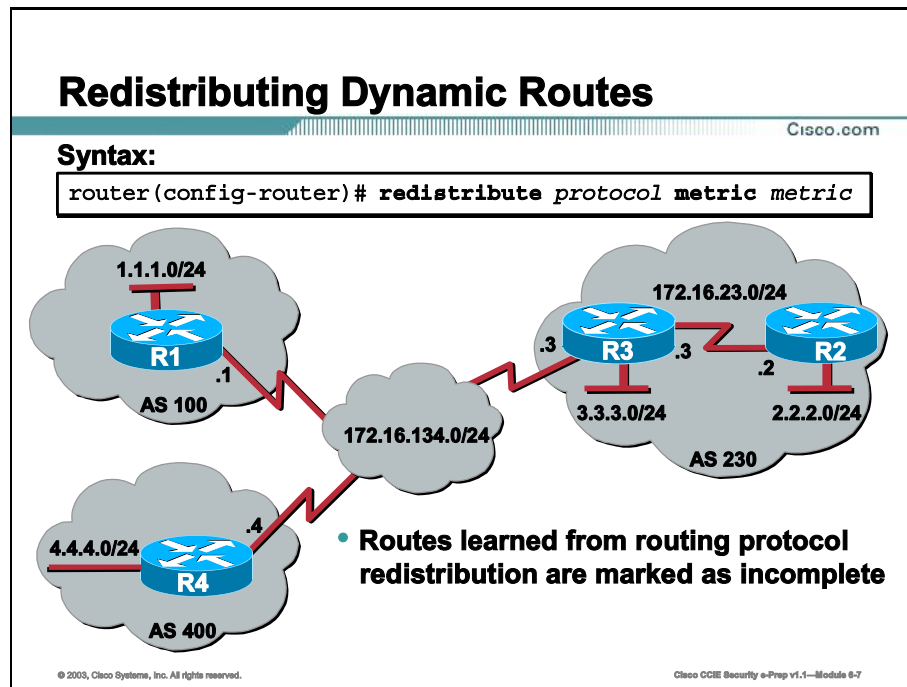 Redistributing Dynamic Routes
Cisco.com
Syntax:
router(config-router)# redistribute protocol metric metric
1.1.1.0/24
R1
.1
AS 100
172.16.134.0/24
172.16.23.0/24
.3
R3
.3
R2
.2
3.3.3.0/24
2.2.2.0/24
AS 230
4.4.4.0/24
.4
R4
AS 400
• Routes learned from routing protocol
redistribution are marked as incomplete
© 2003, Cisco Systems, Inc. All rights reserved.
Cisco CCIE Security e-Prep v1.1—Module 6-7